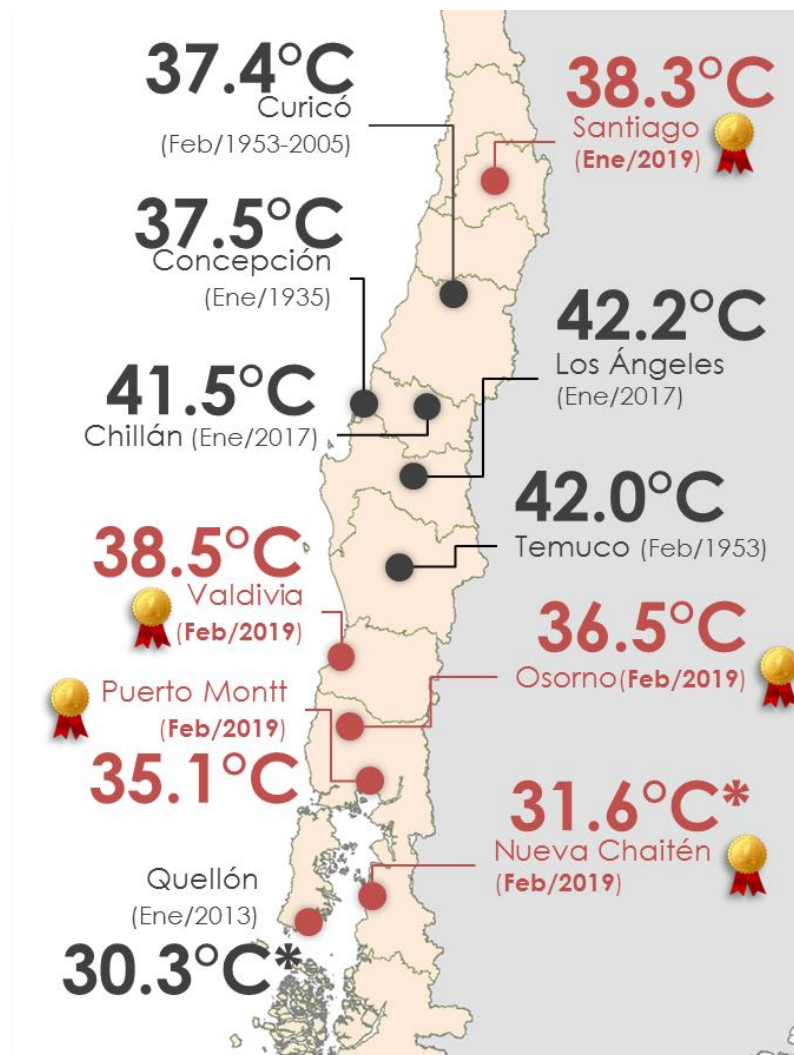 37.4°C
Curicó
(Feb/1953-2005)
38.3°C
Santiago
(Ene/2019)
37.5°C
Concepción
(Ene/1935)
42.2°C
Los Ángeles
(Ene/2017)
41.5°C
Chillán (Ene/2017)
42.0°C
Temuco (Feb/1953)
38.5°C
Valdivia
(Feb/2019)
36.5°C
Osorno(Feb/2019)
Puerto Montt
(Feb/2019)
35.1°C
31.6°C*
Nueva Chaitén
(Feb/2019)
Quellón
(Ene/2013)
30.3°C*